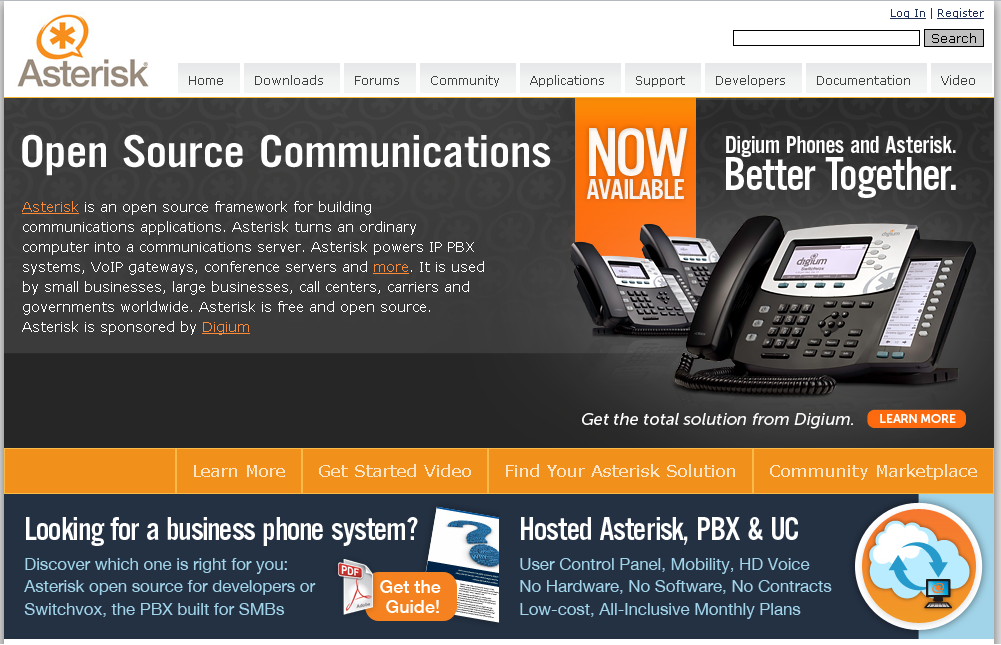 Log In | Register
Search
Asterisk
Home Downloads Forums Community Applications Support Developers Documentation Video
Open Source Communications
Asterisk is an open source framework for building
communications applications. Asterisk turns an ordinary
computer into a communications server. Asterisk powers IP PBX
systems, VoIP gateways, conference servers and more. It is used
by small businesses, large businesses, call centers, carriers and
governments worldwide. Asterisk is free and open source.
Asterisk is sponsored by Digium
NOW
AVAILABLE
Digium Phones and Asterisk.
Better Together.
digium
digium
Switchvox
Get the total solution from Digium.
LEARN MORE
Learn More Get Started Video Find Your Asterisk Solution Community Marketplace
Looking for a business phone system?
Discover which one is right for you:
Asterisk open source for developers or
Switchvox, the PBX built for SMBs
PDF
Adobe
Get the
Guide!
Hosted Asterisk, PBX & UC
User Control Panel, Mobility, HD Voice
No Hardware, No Software, No Contracts
Low-cost, All-Inclusive Monthly Plans